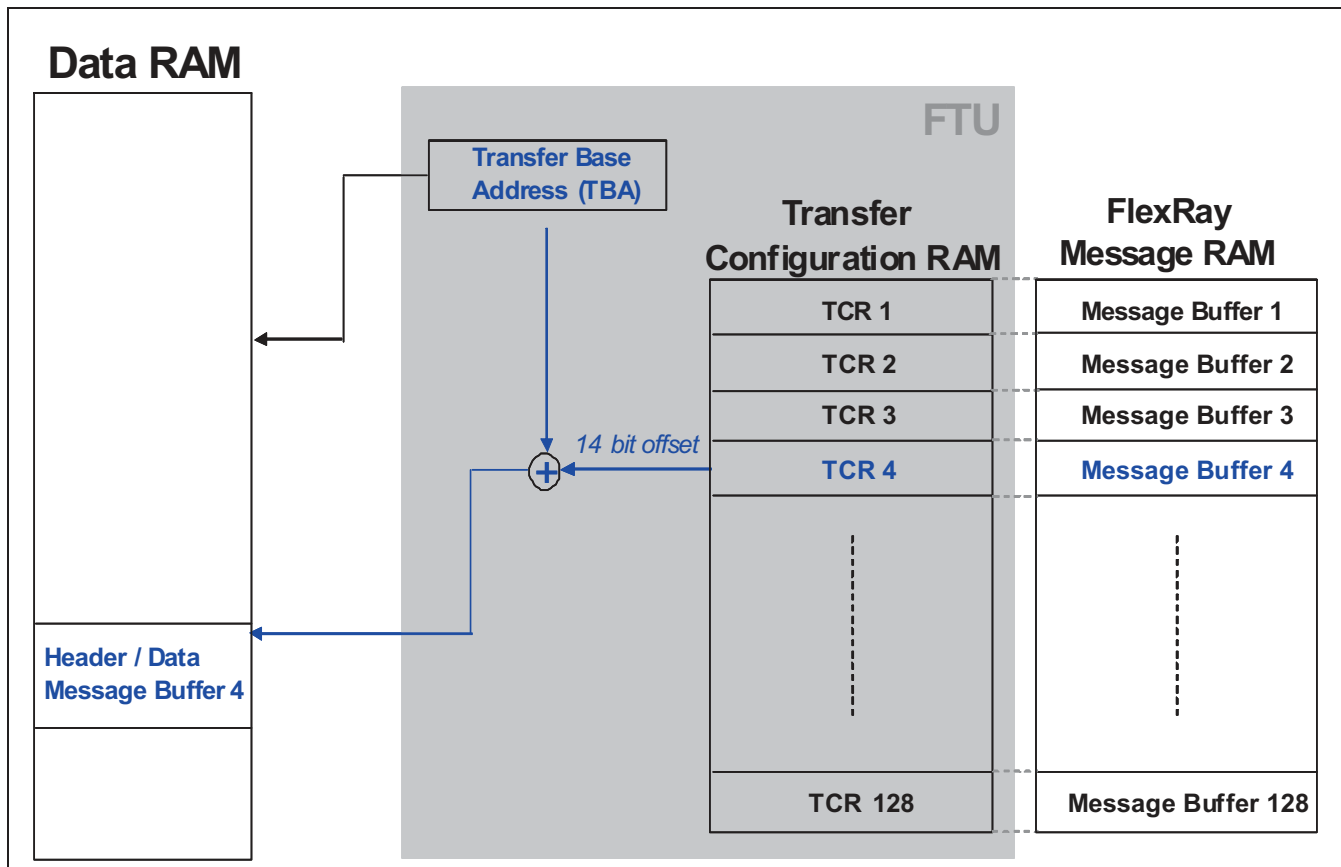 Data RAM
FTU
Transfer Base
Address (TBA)
Transfer
Configuration RAM
FlexRay
Message RAM
TCR 1
Message Buffer 1
TCR 2
Message Buffer 2
TCR 3
Message Buffer 3
14 bit offset
+
TCR 4
Message Buffer 4
Header / Data
Message Buffer 4
TCR 128
Message Buffer 128